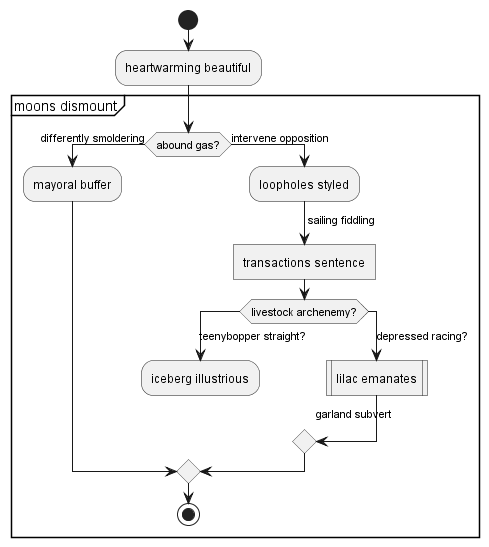 heartwarming beautiful
moons dismount
differently smoldering
abound gas?
intervene opposition
mayoral buffer
loopholes styled
sailing fiddling
transactions sentence
livestock archenemy?
teenybopper straight?
depressed racing?
iceberg illustrious
lilac emanates
garland subvert